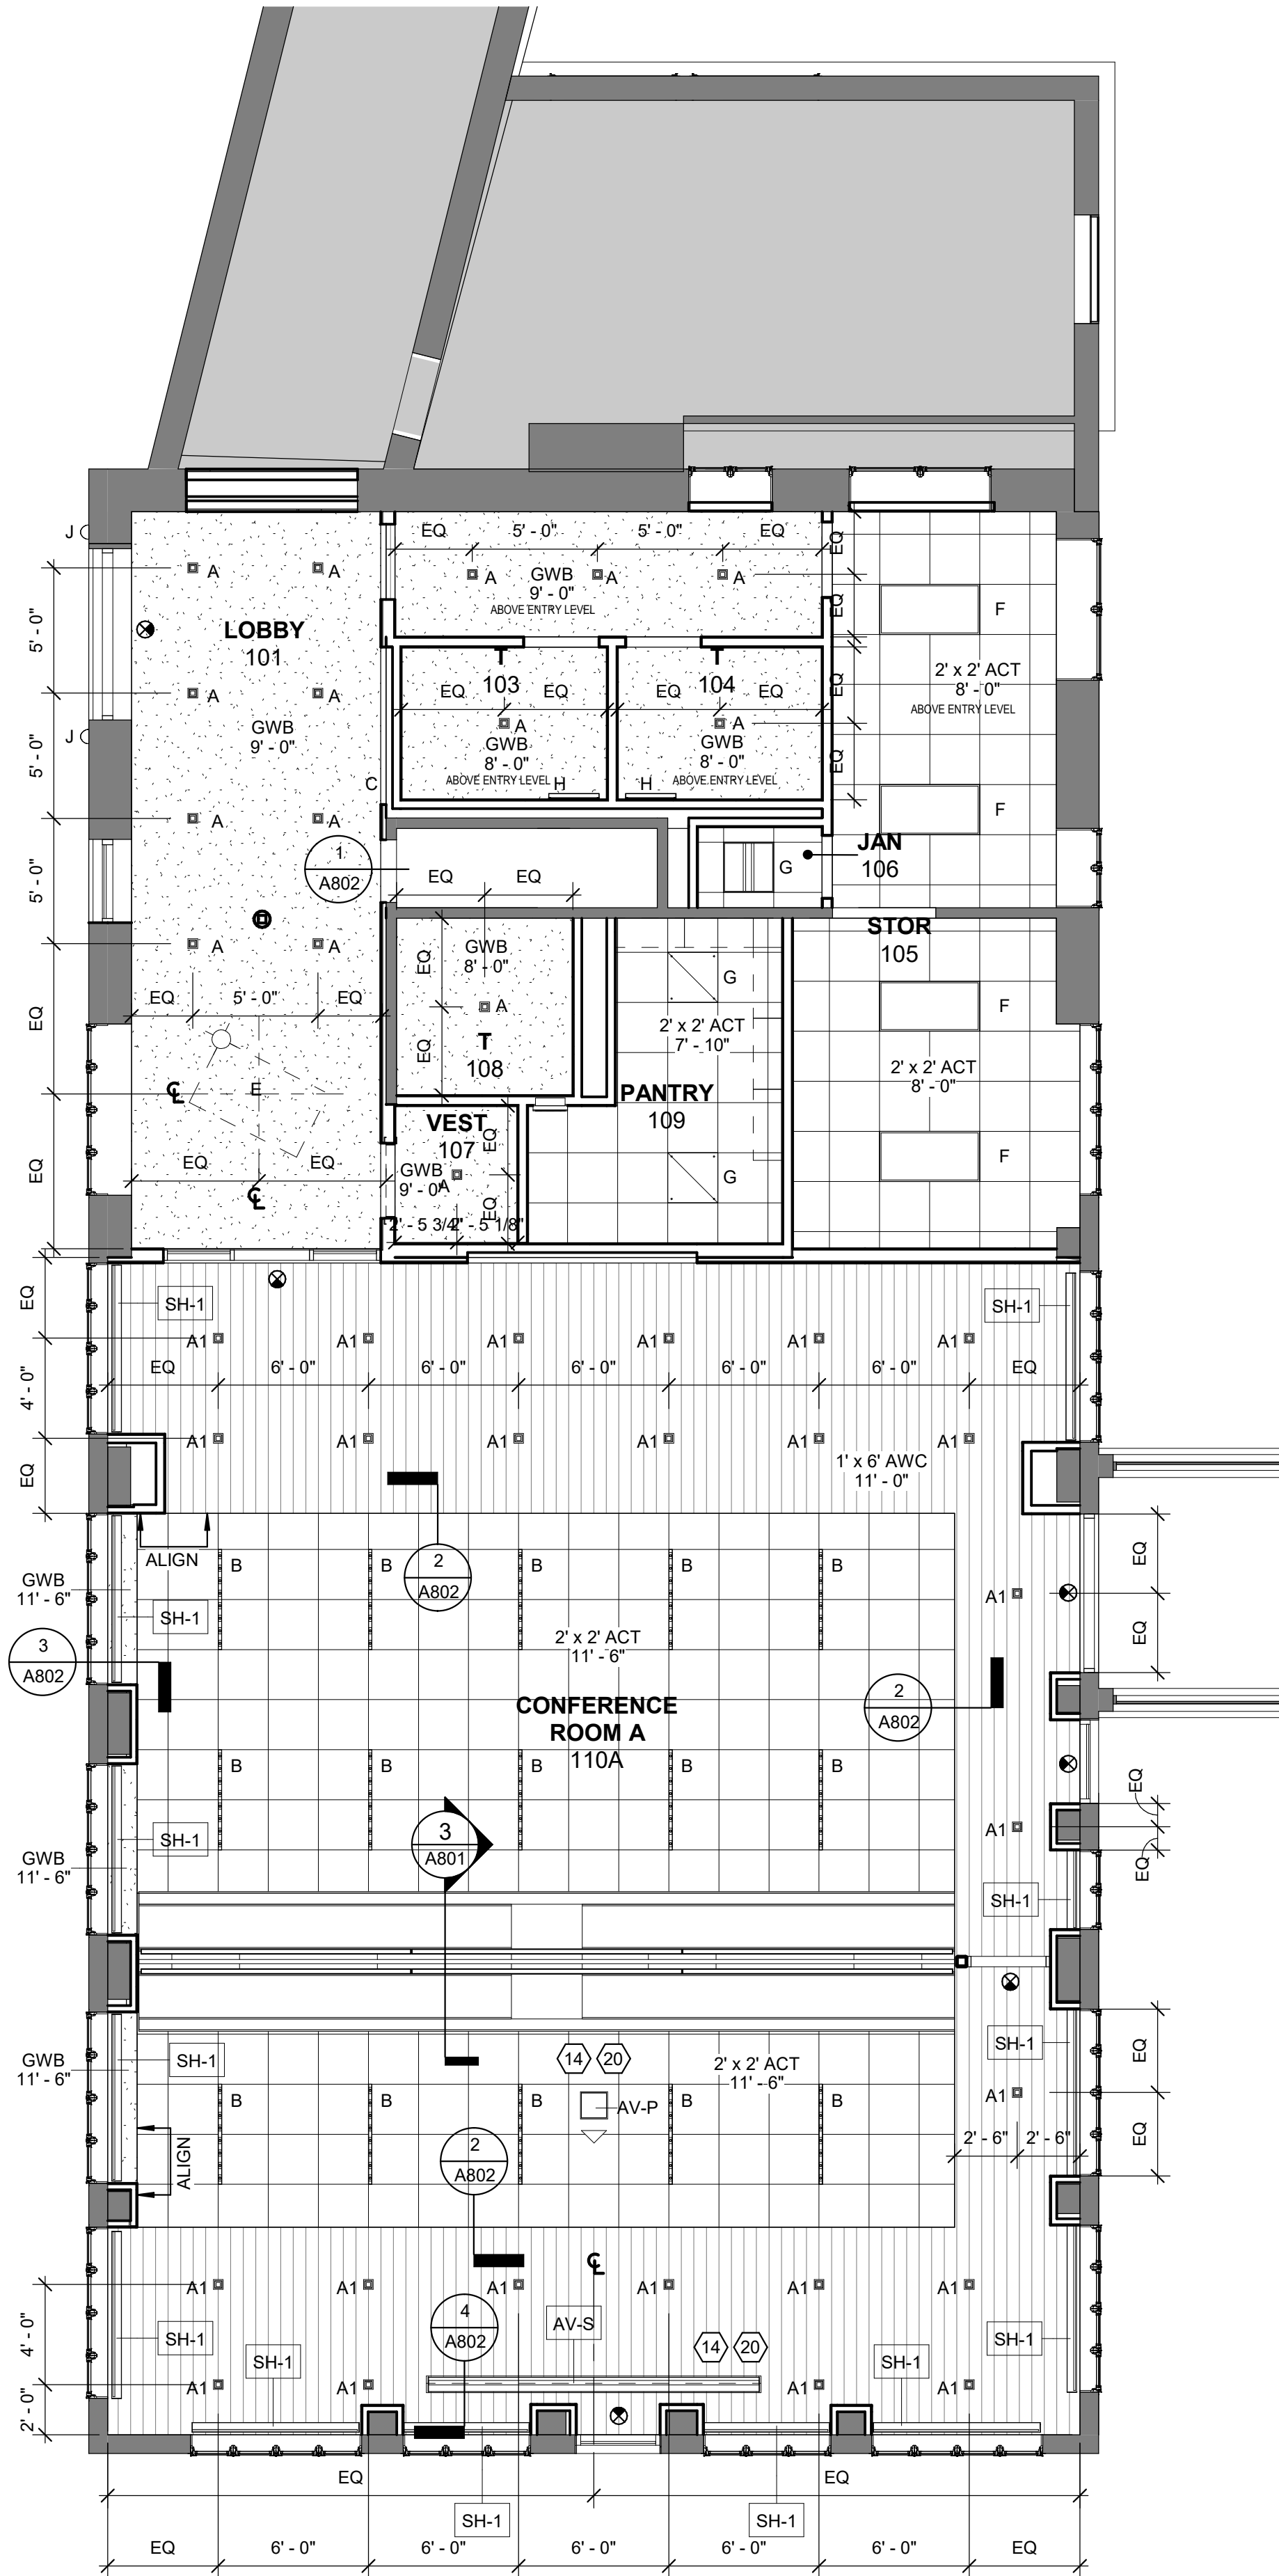 J
EQ
5' - 0"
5' - 0"
EQ
EQ
A
A
A
A
A
GWB
9' - 0"
ABOVE ENTRY LEVEL
EQ
F
5' - 0"
LOBBY
101
T
103
T
104
EQ
EQ
EQ
EQ
EQ
2' x 2' ACT
8' - 0"
ABOVE ENTRY LEVEL
A
A
J
GWB
9' - 0"
A
GWB
8' - 0"
ABOVE ENTRY LEVEL
A
GWB
8' - 0"
ABOVE ENTRY LEVEL
EQ
5' - 0"
C
H
H
F
A
A
5' - 0"
1
A802
EQ
EQ
G
JAN
106
A
A
GWB
8' - 0"
EQ
G
STOR
105
EQ
EQ
5' - 0"
EQ
A
EQ
T
108
2' x 2' ACT
7' - 10"
F
2' x 2' ACT
8' - 0"
℄
E
PANTRY
109
VEST
107
EQ
EQ
EQ
EQ
GWB
9' - 0"
A
EQ
G
F
℄
2' - 5 3/4"
2' - 5 1/8"
EQ
SH-1
SH-1
A1
A1
A1
A1
A1
A1
4' - 0"
EQ
6' - 0"
6' - 0"
6' - 0"
6' - 0"
6' - 0"
EQ
A1
A1
A1
A1
A1
A1
EQ
1' x 6' AWC
11' - 0"
ALIGN
B
B
B
B
B
2
A802
GWB
11' - 6"
SH-1
A1
EQ
EQ
2' x 2' ACT
11' - 6"
3
A802
CONFERENCE
ROOM A
110A
2
A802
B
B
B
B
B
EQ
3
A801
SH-1
A1
GWB
11' - 6"
EQ
SH-1
GWB
11' - 6"
SH-1
14
20
2' x 2' ACT
11' - 6"
SH-1
EQ
B
B
B
B
B
AV-P
A1
ALIGN
2
A802
2' - 6"
2' - 6"
EQ
℄
A1
A1
A1
A1
A1
A1
4' - 0"
SH-1
SH-1
4
A802
AV-S
14
20
SH-1
SH-1
A1
A1
A1
A1
2' - 0"
EQ
EQ
SH-1
SH-1
EQ
6' - 0"
6' - 0"
6' - 0"
6' - 0"
6' - 0"
EQ